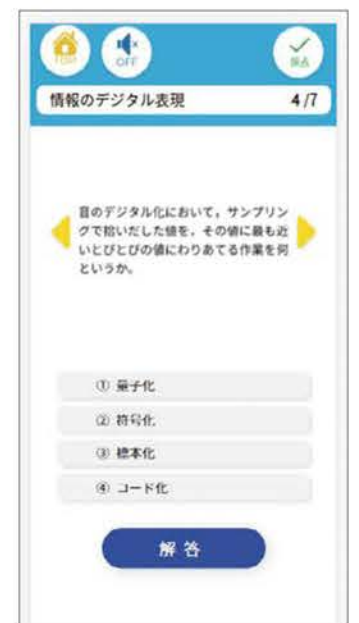 TOP
OFF
採点
情報のデジタル表現 4/7
音のデジタル化において，サンプリン
グで拾いだした値を，その値に最も近
いとびとびの値にわりあてる作業を何
というか。
① 量子化
② 符号化
③ 標本化
④ コード化
解答